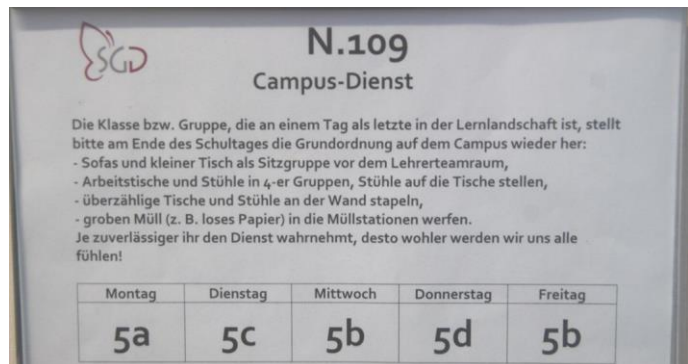 SGD
N.109
Campus-Dienst
Die Klasse bzw. Gruppe, die an einem Tag als letzte in der Lernlandschaft ist, stellt
bitte am Ende des Schultages die Grundordnung auf dem Campus wieder her:
- Sofas und kleiner Tisch als Sitzgruppe vor dem Lehrerteamraum,
- Arbeitstische und Stühle in 4-er Gruppen, Stühle auf die Tische stellen,
- überzählige Tische und Stühle an der Wand stapeln,
- groben Müll (z. B. loses Papier) in die Müllstationen werfen.
Je zuverlässiger ihr den Dienst wahrnehmt, desto wohler werden wir uns alle
fühlen!
Montag Dienstag Mittwoch Donnerstag Freitag
5a 5c 5b 5d 5b